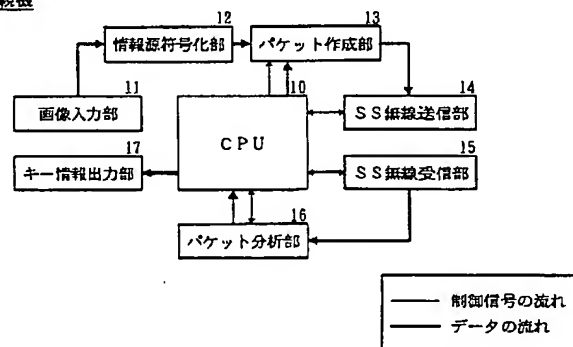 12
情報源符号化部
13
パケット作成部
11
画像入力部
10
CPU
14
SS無線送信部
17
キー情報出力部
15
SS無線受信部
16
パケット分析部
制御信号の流れ
データの流れ